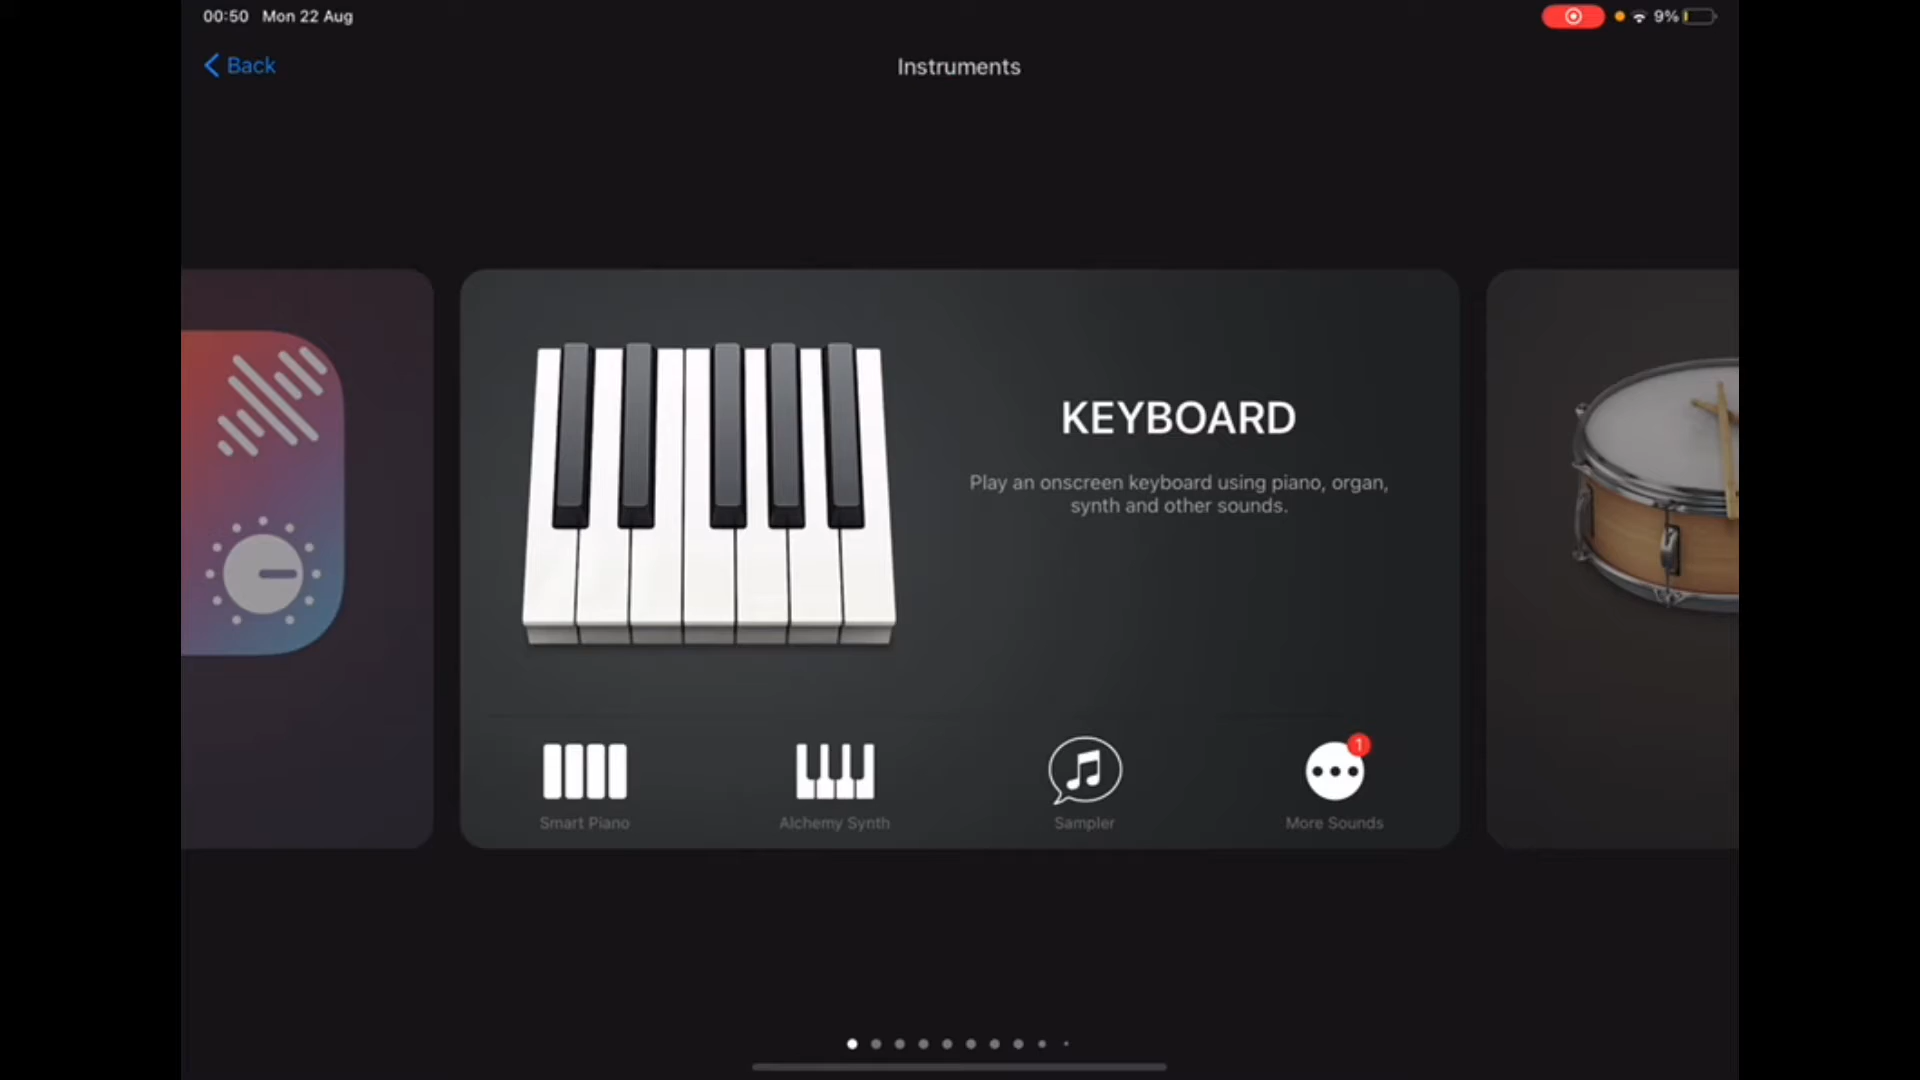 00:50 Mon 22 Aug
9%
Back
Instruments
KEYBOARD
Play an onscreen keyboard using piano, organ,
synth and other sounds.
Smart Piano
Alchemy Synth
Sampler
1
More Sounds